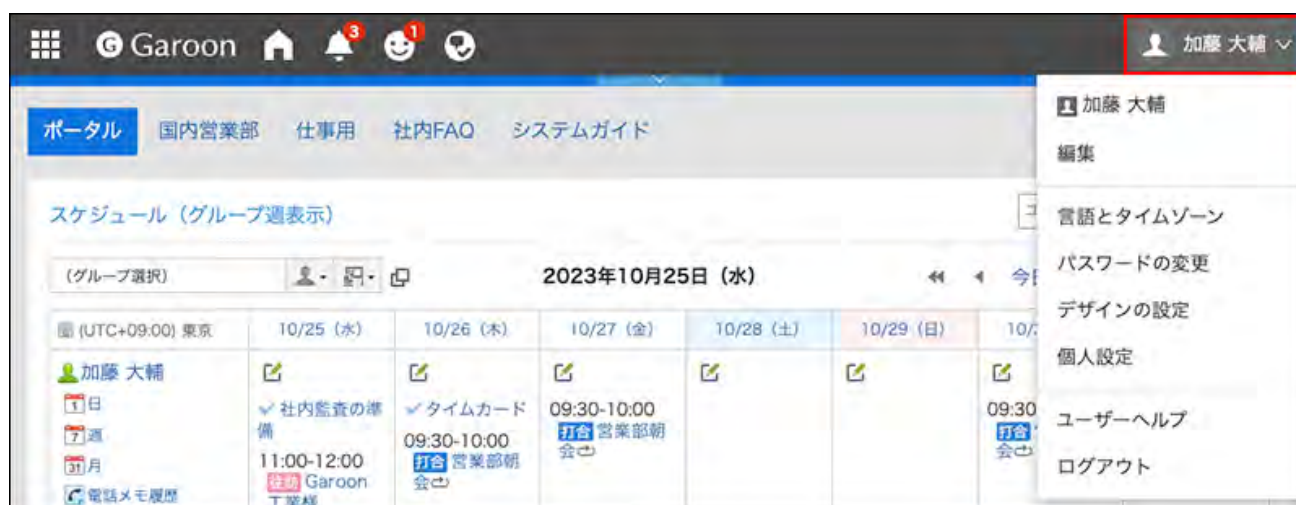 G Garoon 3 1 加藤 大輔
ポータル 国内営業部 仕事用 社内FAQ システムガイド
加藤 大輔
編集
言語とタイムゾーン
パスワードの変更
デザインの設定
個人設定
ユーザーヘルプ
ログアウト
スケジュール（グループ週表示）
(グループ選択) 2023年10月25日（水）
(UTC+09:00) 東京 10/25（水） 10/26（木） 10/27（金） 10/28（土） 10/29（日）
加藤 大輔
1 日
7 週
31 月
電話メモ履歴
社内監査の準
備
11:00-12:00
往訪 Garoon
工業様
タイムカード
09:30-10:00
打合 営業部朝
会
09:30-10:00
打合 営業部朝
会
09:30
打合
会